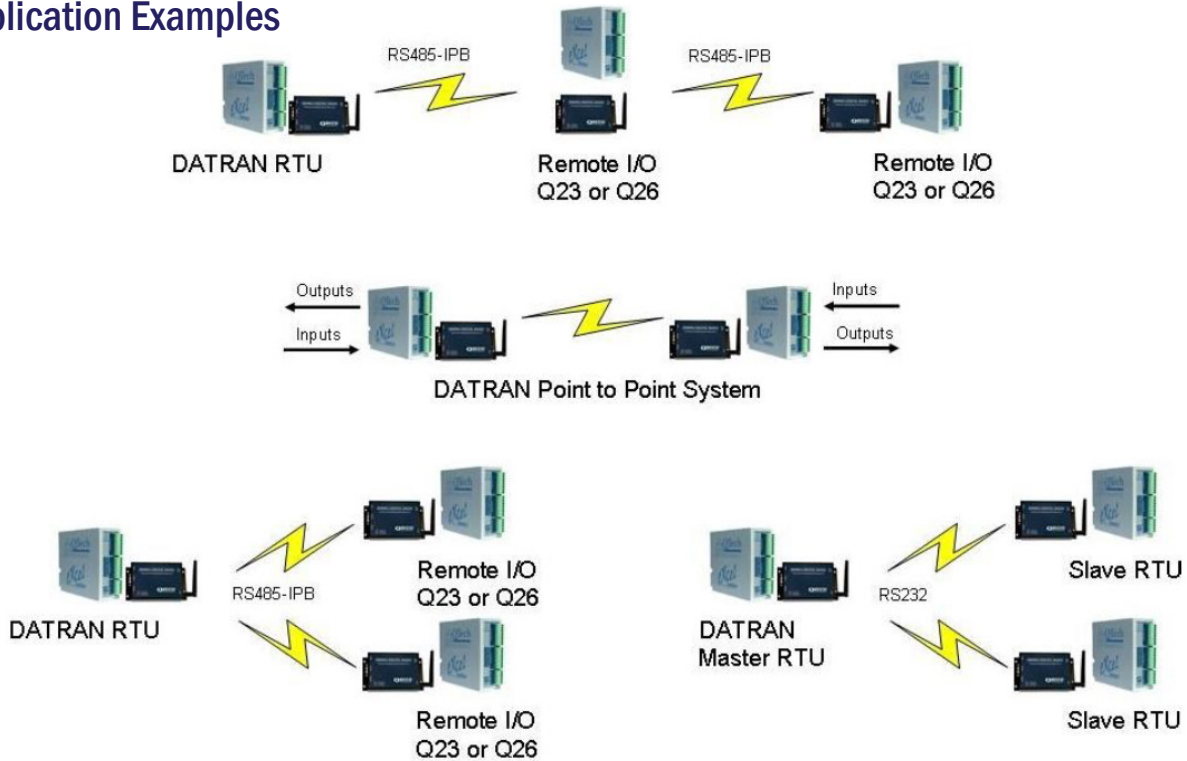 plication Examples
RS485-IPB
RS485-IPB
DATRAN RTU
Remote I/O
Q23 or Q26
Remote I/O
Q23 or Q26
Outputs
Inputs
Inputs
Outputs
DATRAN Point to Point System
RS485-IPB
DATRAN RTU
Remote I/O
Q23 or Q26
Remote I/O
Q23 or Q26
RS232
DATRAN
Master RTU
Slave RTU
Slave RTU